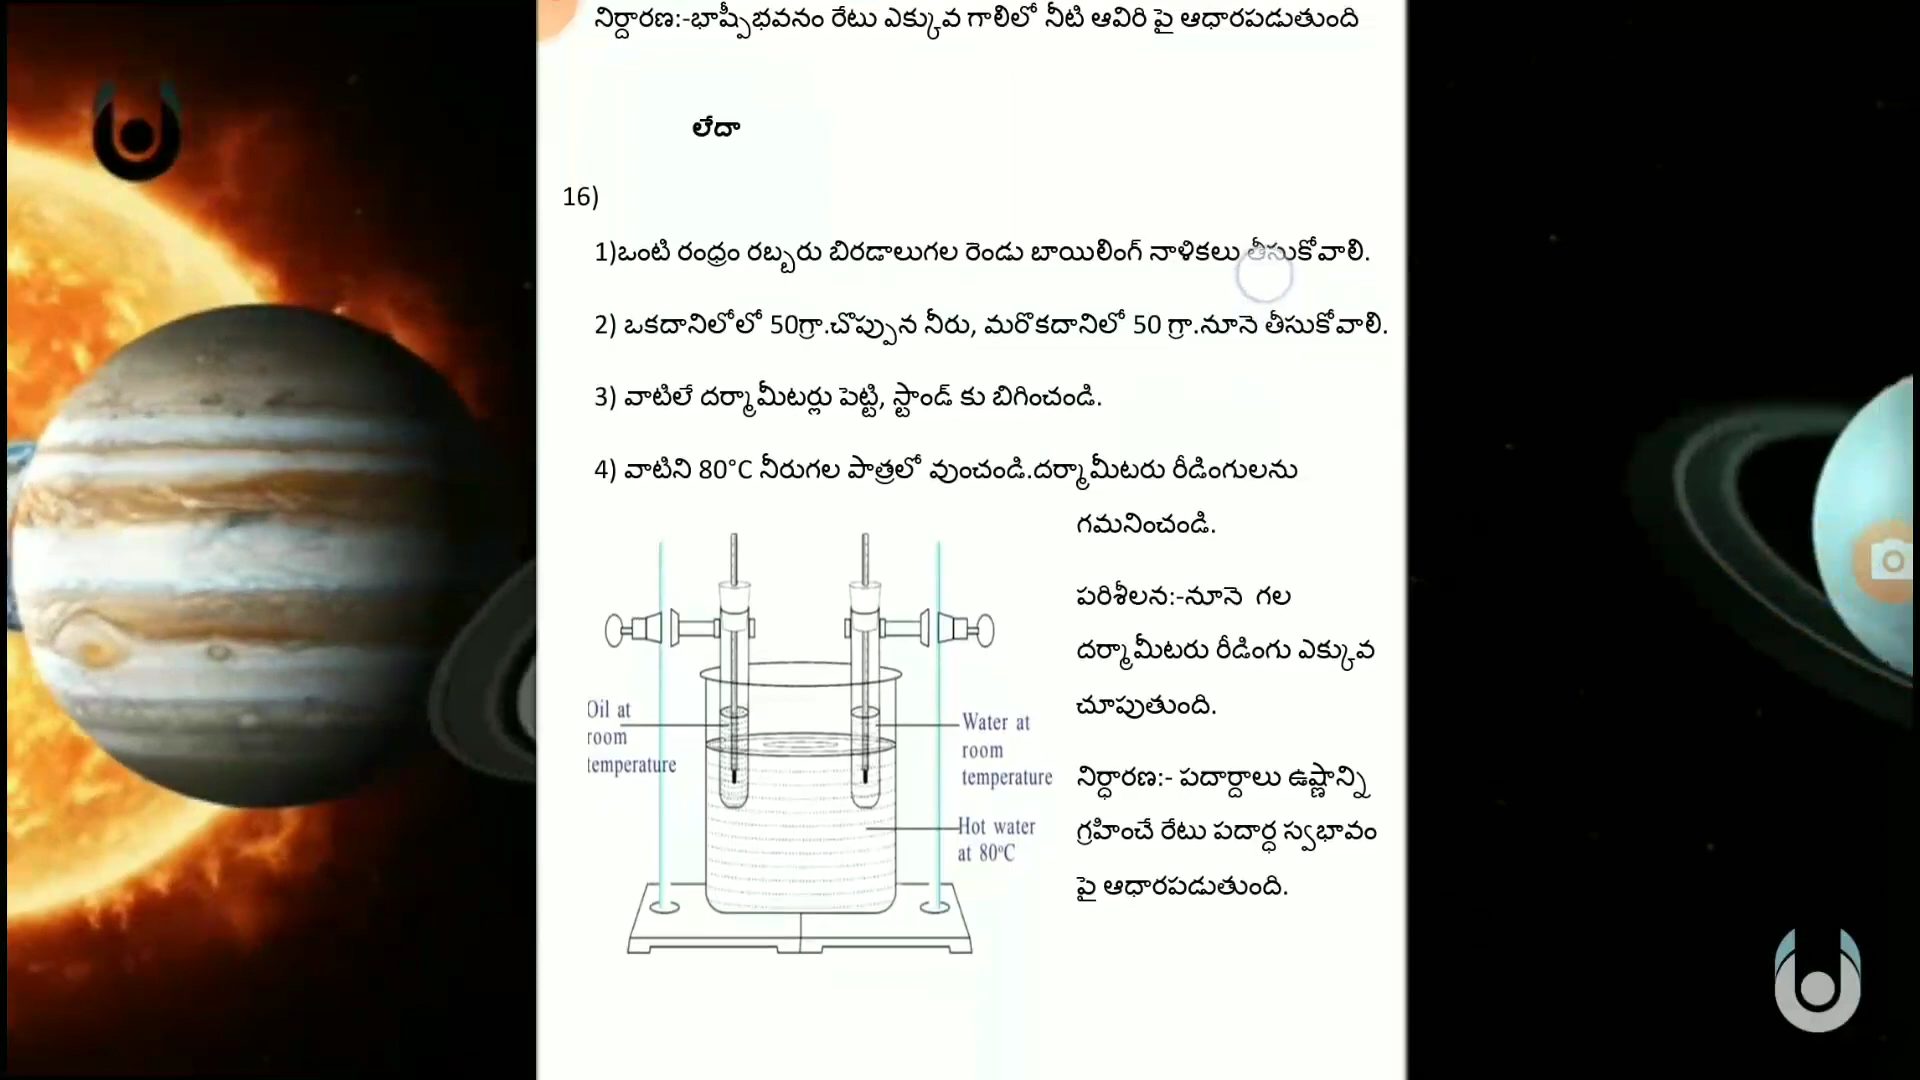 నిర్దారణ:-భాష్పీభవనం రేటు ఎక్కువ గాలిలో నీటి ఆవిరి పై ఆధారపడుతుంది
లేదా
16)
1)ఒంటి రంధ్రం రబ్బరు బిరడాలుగల రెండు బాయిలింగ్ నాళికలు తీసుకోవాలి.
2) ఒకదానిలోలో 50గ్రా.చొప్పున నీరు, మరొకదానిలో 50 గ్రా.నూనె తీసుకోవాలి.
3) వాటిలే దర్మామీటర్లు పెట్టి, స్టాండ్ కు బిగించండి.
4) వాటిని 80°C నీరుగల పాత్రలో వుంచండి.దర్మామీటరు రీడింగులను
గమనించండి.
పరిశీలన:-నూనె గల
దర్మామీటరు రీడింగు ఎక్కువ
చూపుతుంది.
నిర్ధారణ:- పదార్దాలు ఉష్ణాన్ని
గ్రహించే రేటు పదార్ధ స్వభావం
పై ఆధారపడుతుంది.
Oil at
room
temperature
Water at
room
temperature
Hot water
at 80°C